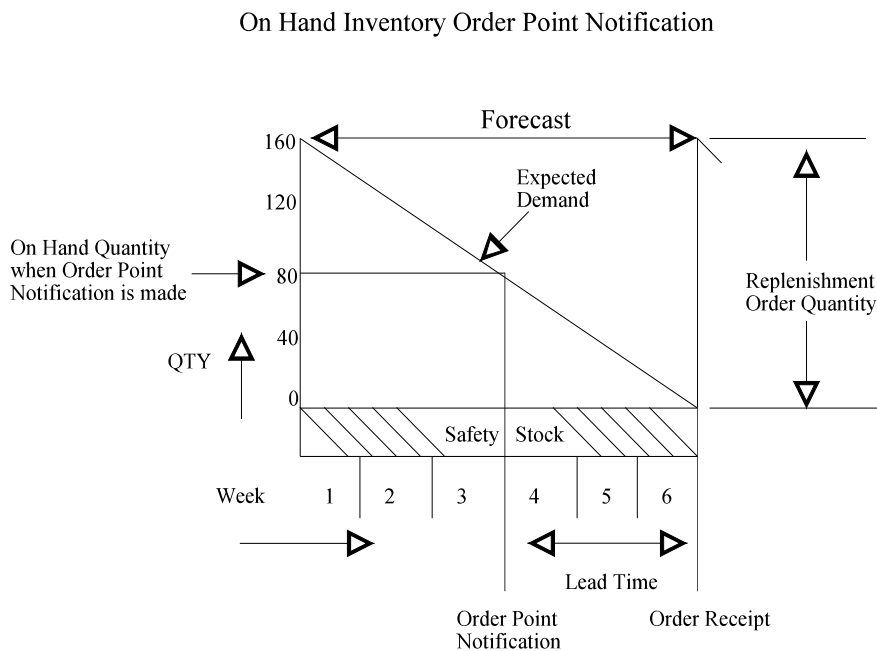 On Hand Inventory Order Point Notification
Forecast
160
Expected
Demand
120
On Hand Quantity
when Order Point
Notification is made
80
Replenishment
Order Quantity
40
QTY
0
Safety Stock
Week 1 2 3 4 5 6
Lead Time
Order Point
Notification
Order Receipt